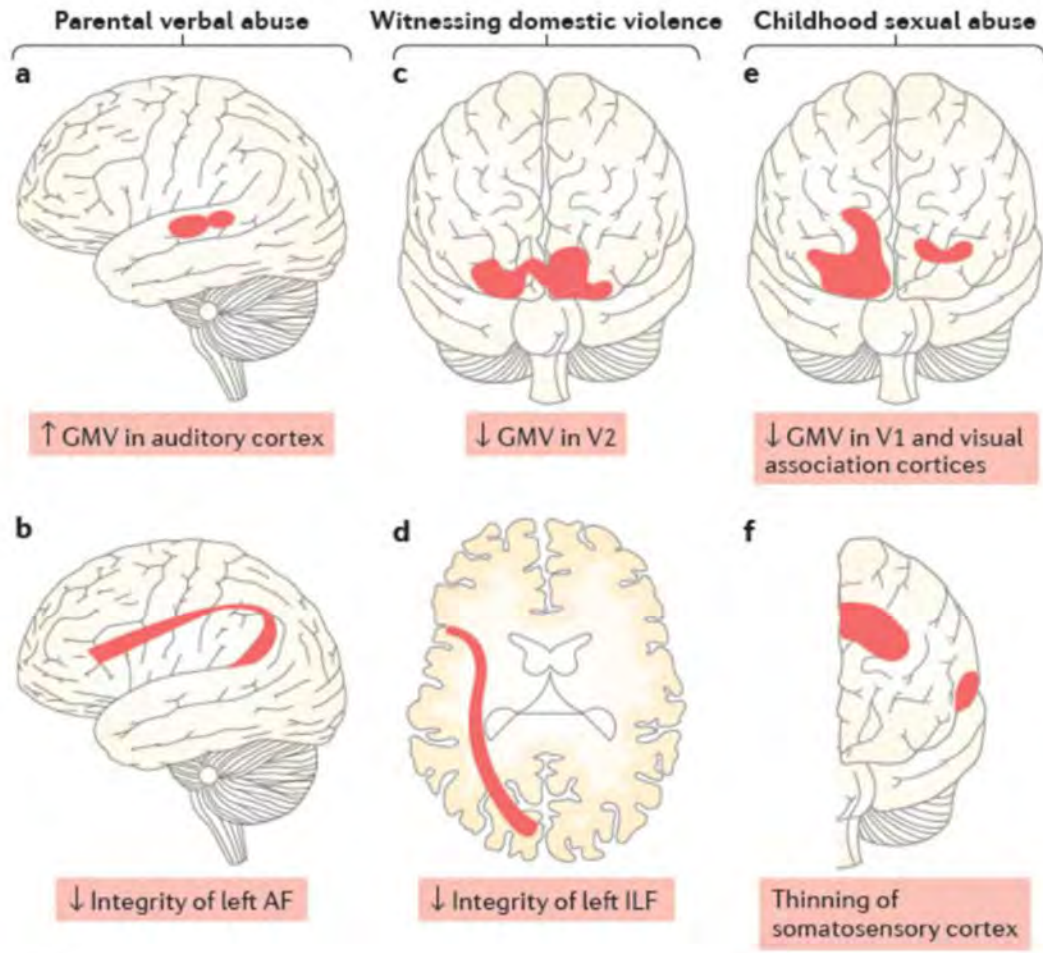 Parental verbal abuse
Witnessing domestic violence
Childhood sexual abuse
a
c
e
↑ GMV in auditory cortex
↓ GMV in V2
↓ GMV in V1 and visual
association cortices
b
d
f
↓ Integrity of left AF
↓ Integrity of left ILF
Thinning of
somatosensory cortex